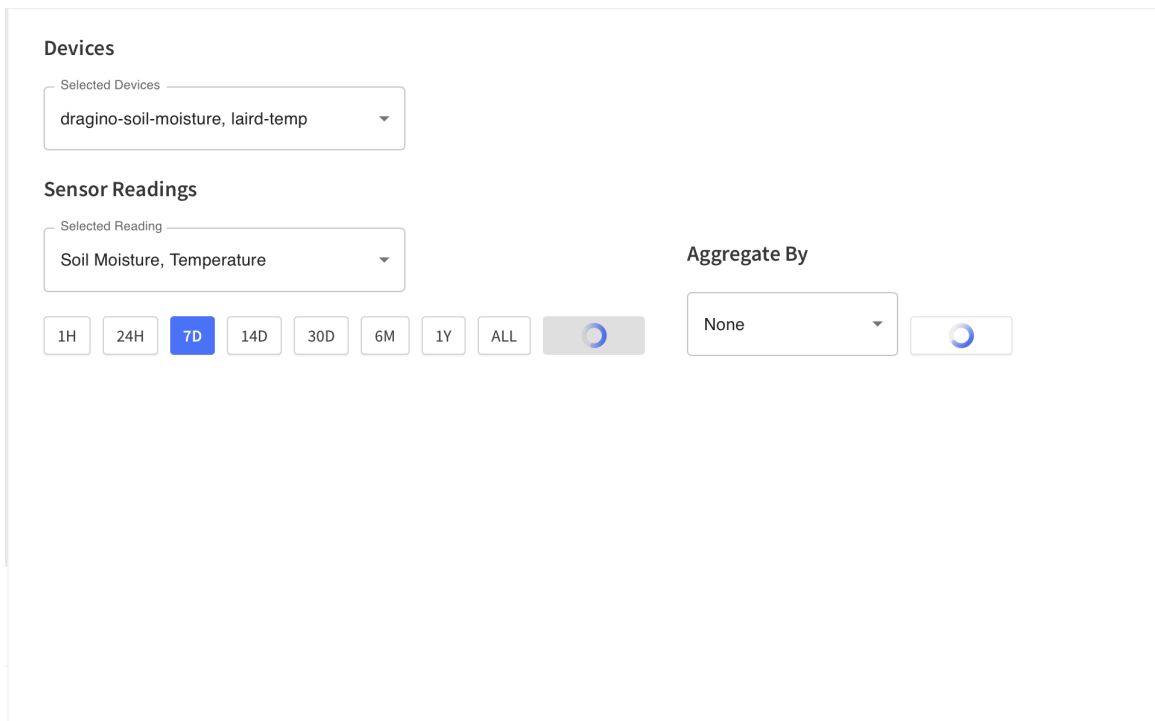 Devices
Selected Devices
dragino-soil-moisture, laird-temp
Sensor Readings
Selected Reading
Soil Moisture, Temperature
1H 24H 7D 14D 30D 6M 1Y ALL
Aggregate By
None